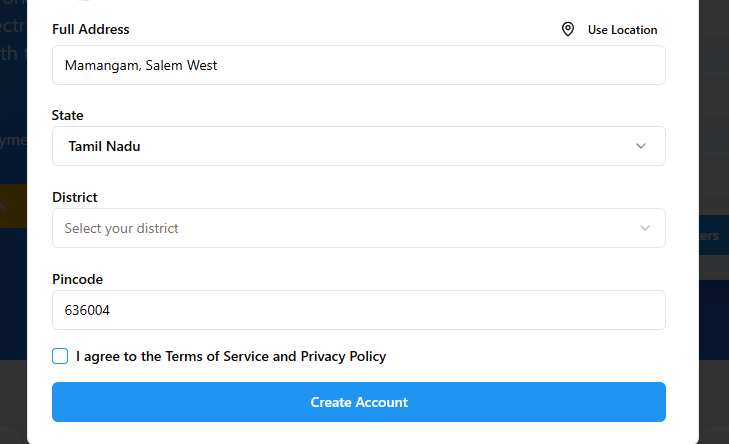 Full Address
Use Location
Mamangam, Salem West
State
Tamil Nadu
District
Select your district
Pincode
636004
I agree to the Terms of Service and Privacy Policy
Create Account